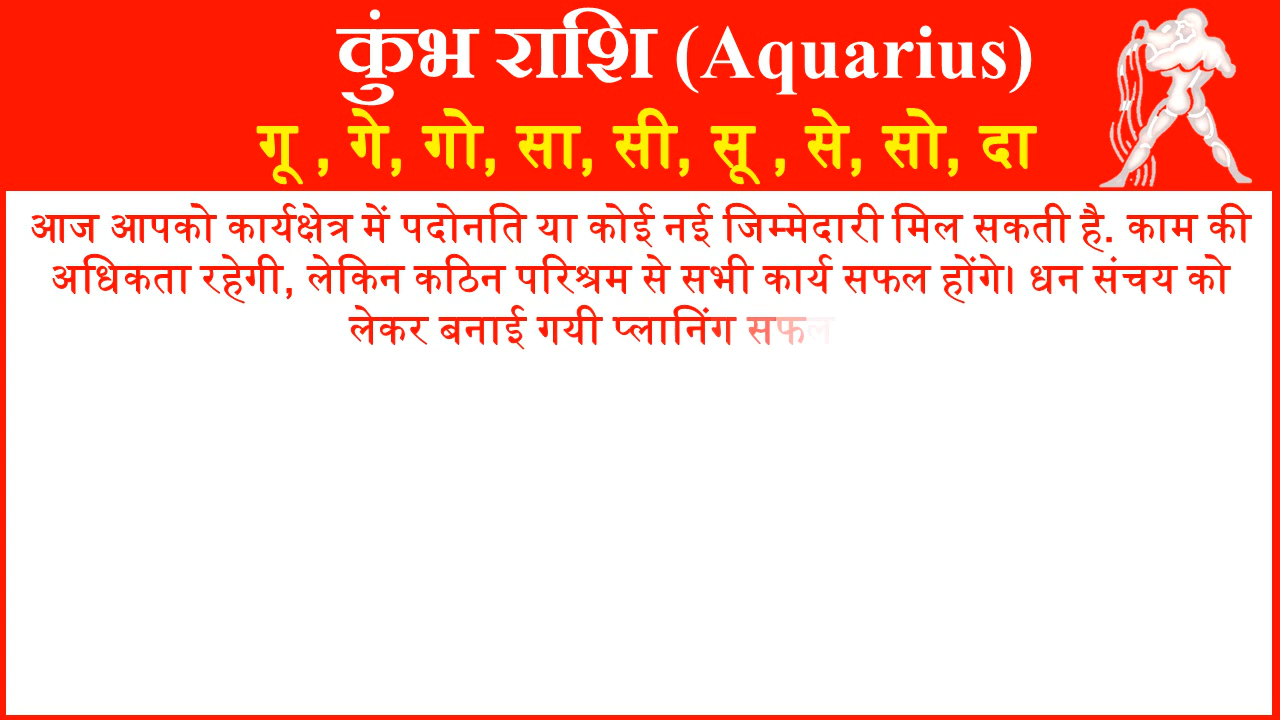 कुंभ राशि (Aquarius)
गू , गे, गो, सा, सी, सू , से, सो, दा
आज आपको कार्यक्षेत्र में पदोनति या कोई नई जिम्मेदारी मिल सकती है. काम की
अधिकता रहेगी, लेकिन कठिन परिश्रम से सभी कार्य सफल होंगे। धन संचय को
लेकर बनाई गयी प्लानिंग सफल